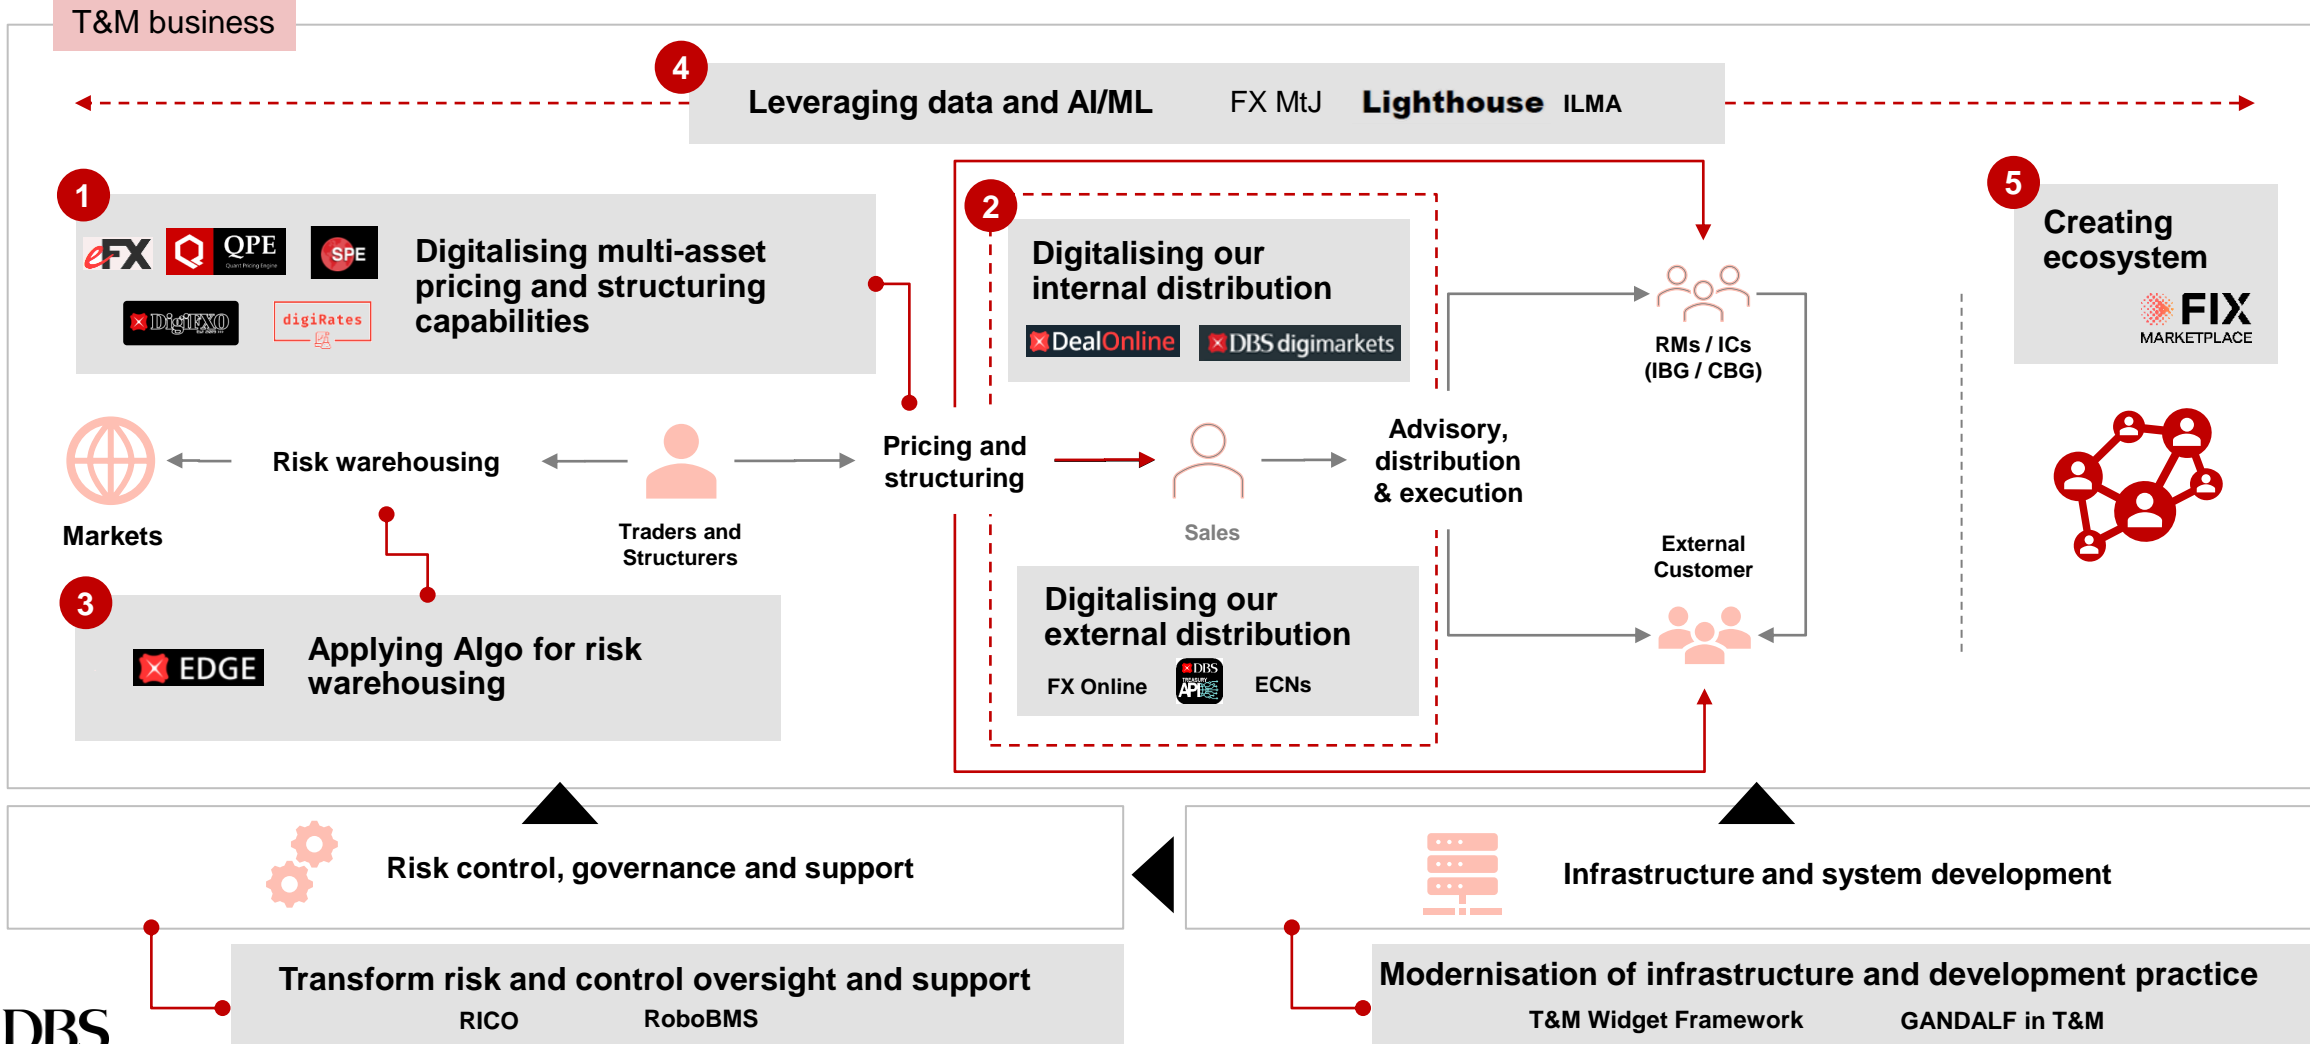 T&M business
4
Leveraging data and AI/ML FX MtJ Lighthouse ILMA
1
eFX QPE SPE
Quant Pricing Engine
DigiFXO digiRates
Digitalising multi-asset
pricing and structuring
capabilities
2
Digitalising our
internal distribution
DealOnline DBS digimarkets
5
Creating
ecosystem
FIX
MARKETPLACE
RMs / ICs
(IBG / CBG)
Markets
Risk warehousing
Traders and
Structurers
Pricing and
structuring
Sales
Advisory,
distribution
& execution
External
Customer
3
EDGE
Applying Algo for risk
warehousing
Digitalising our
external distribution
FX Online DBS TREASURY API ECNs
Risk control, governance and support
Infrastructure and system development
Transform risk and control oversight and support
RICO RoboBMS
Modernisation of infrastructure and development practice
T&M Widget Framework GANDALF in T&M
DBS